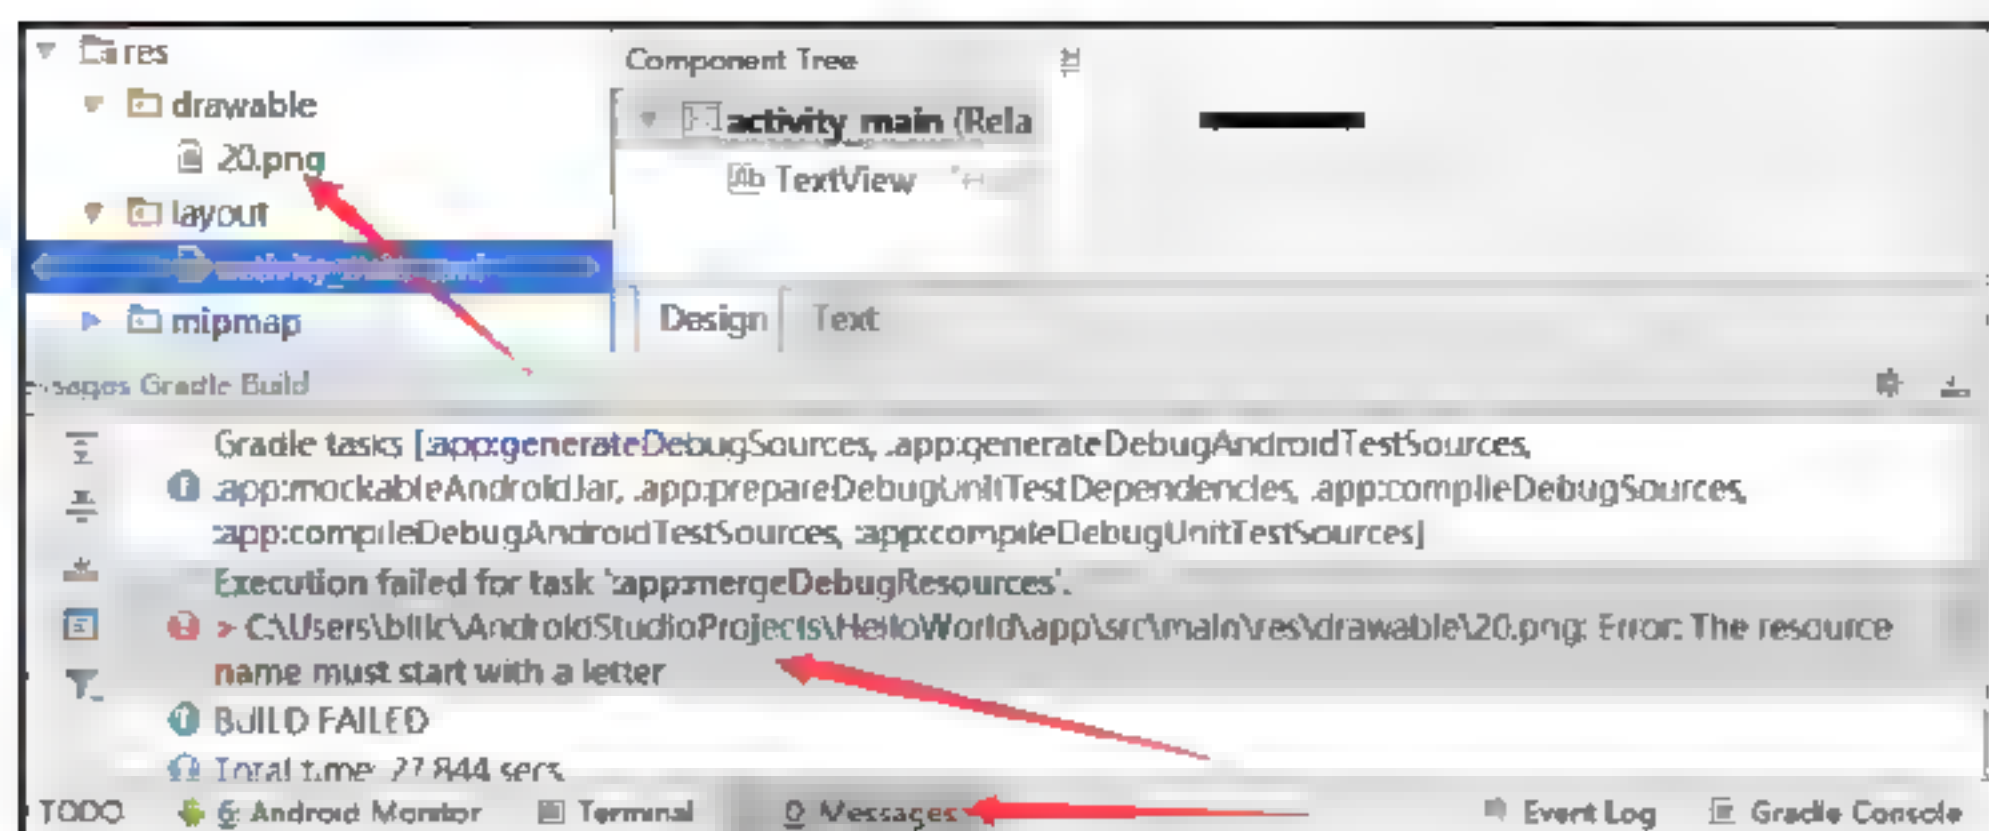 res
drawable
20.png
layout
mipmap
Component Tree
activity_main (Rela
TextView
Design
Text
Gradle Build
Gradle tasks [:app:generateDebugSources, :app:generateDebugAndroidTestSources,
:app:mockableAndroidJar, :app:prepareDebugUnitTestDependencies, :app:compileDebugSources,
:app:compileDebugAndroidTestSources, :app:compileDebugUnitTestSources]
Execution failed for task ':app:mergeDebugResources'.
> C:\Users\AndroidStudioProjects\HelloWorld\app\src\main\res\drawable\20.png: Error: The resource
name must start with a letter
BUILD FAILED
Total time: 27.844 secs
TODO
6: Android Monitor
Terminal
0: Messages
Event Log
Gradle Console